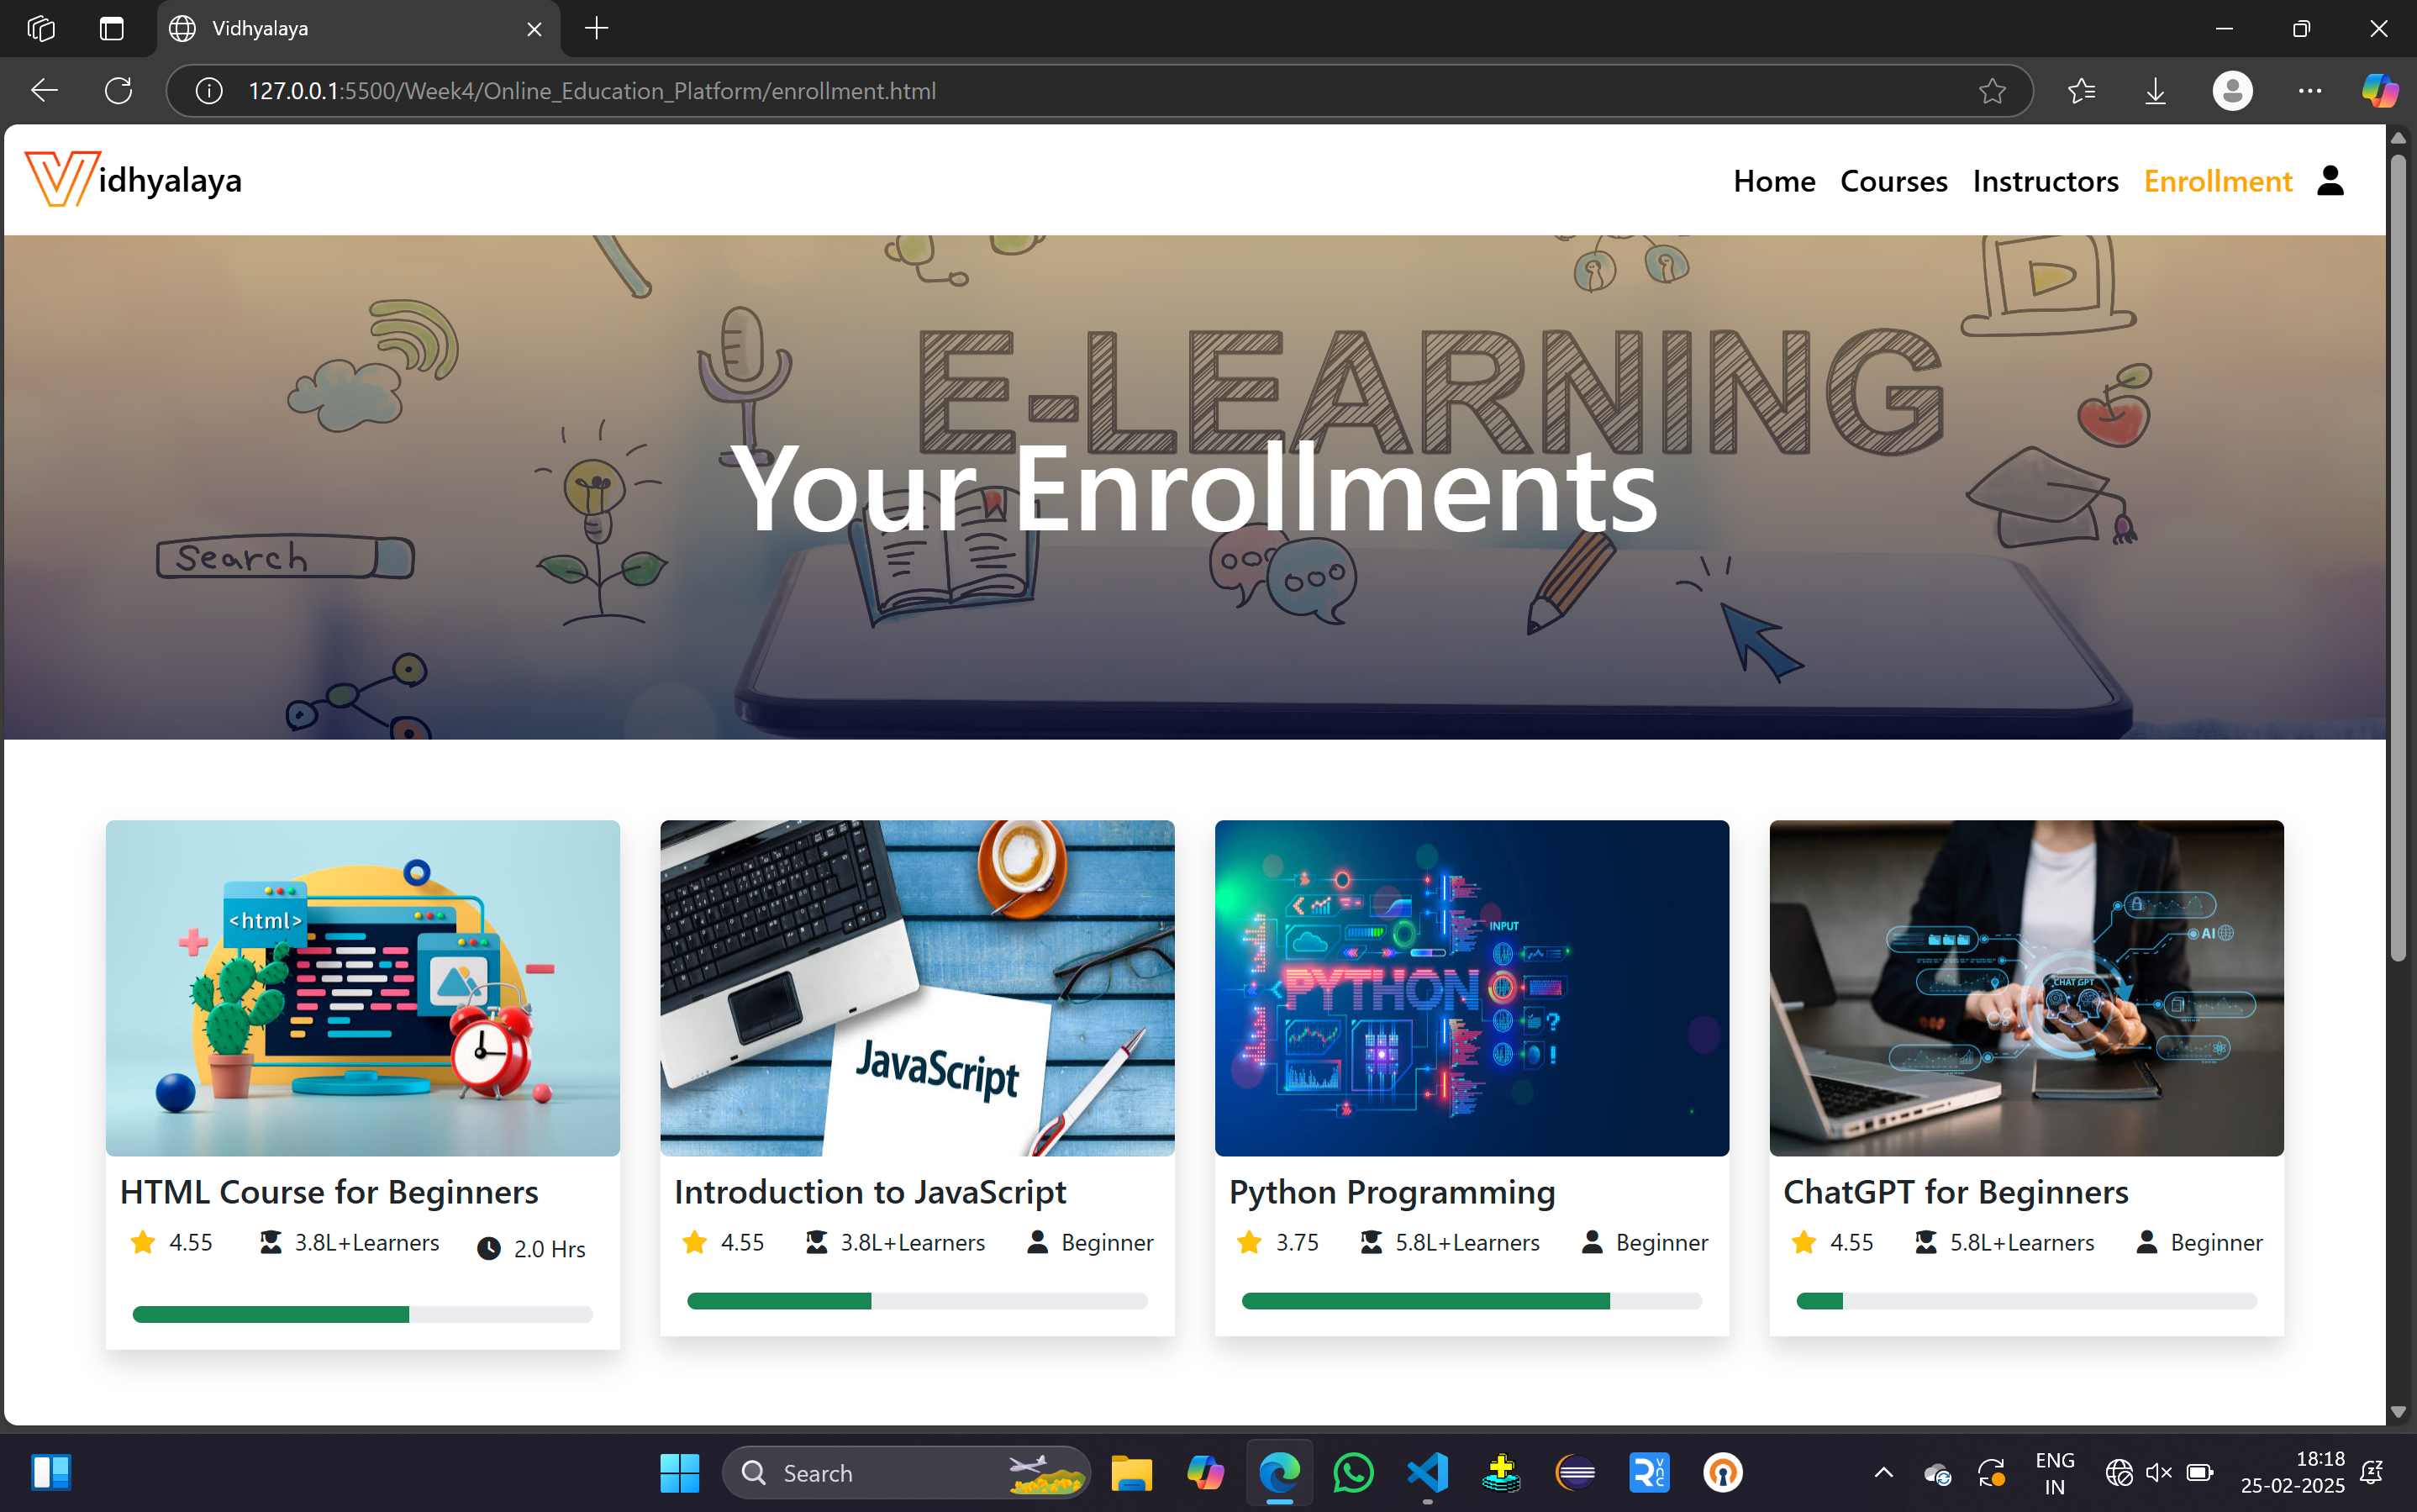 Vidhyalaya
127.0.0.1:5500/Week4/Online_Education_Platform/enrollment.html
Vidhyalaya
Home Courses Instructors Enrollment
E-LEARNING
Your Enrollments
Search
<html>
JavaScript
INPUT
PYTHON
AI
CHAT GPT
HTML Course for Beginners
4.55 3.8L+Learners 2.0 Hrs
Introduction to JavaScript
4.55 3.8L+Learners Beginner
Python Programming
3.75 5.8L+Learners Beginner
ChatGPT for Beginners
4.55 5.8L+Learners Beginner
Search
ENG
IN
18:18
25-02-2025